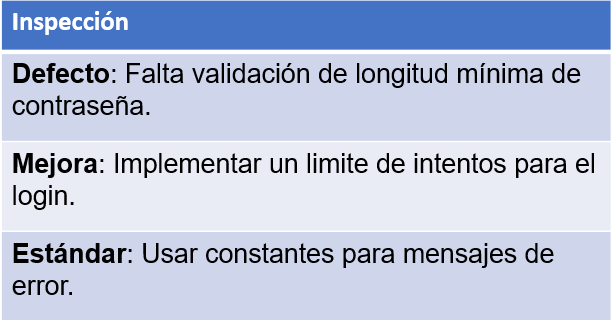 Inspección
Defecto: Falta validación de longitud mínima de
contraseña.
Mejora: Implementar un limite de intentos para el
login.
Estándar: Usar constantes para mensajes de
error.